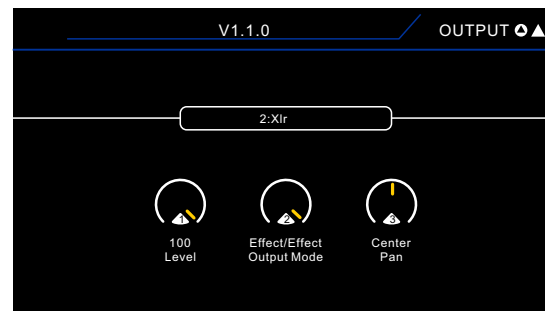 V1.1.0
OUTPUT
2:Xlr
1
2
3
100
Level
Effect/Effect
Output Mode
Center
Pan